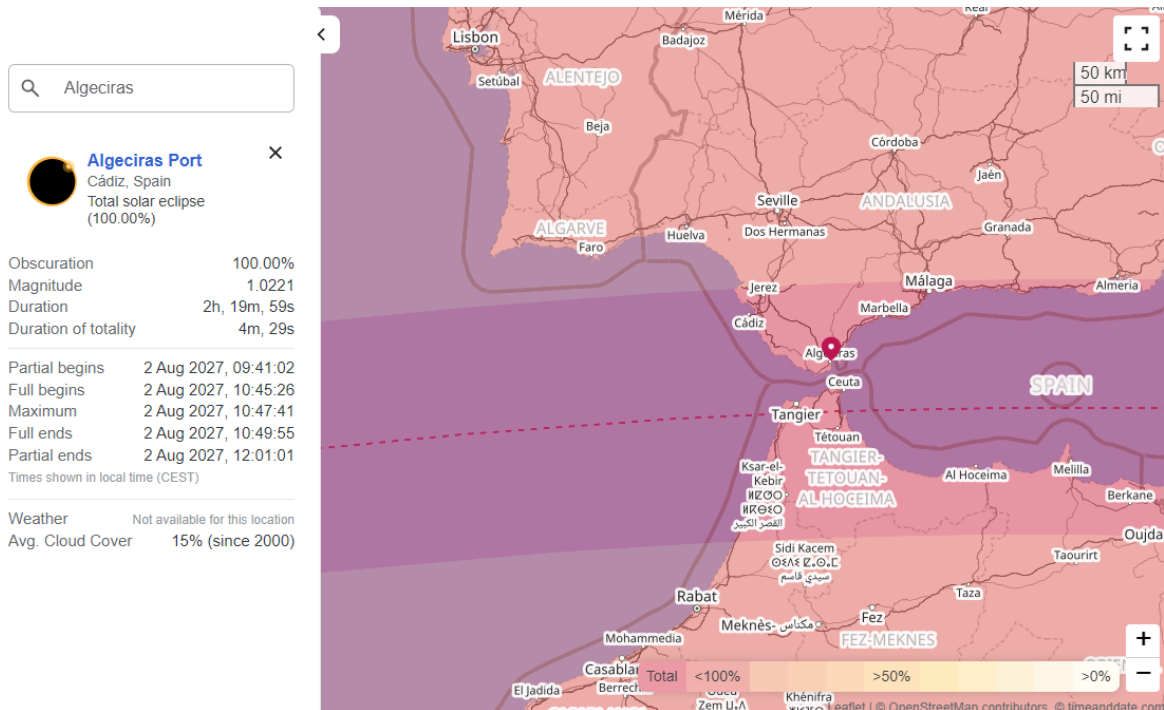 Algeciras
Algeciras Port
Cádiz, Spain
Total solar eclipse
(100.00%)
Obscuration 100.00%
Magnitude 1.0221
Duration 2h, 19m, 59s
Duration of totality 4m, 29s
Partial begins 2 Aug 2027, 09:41:02
Full begins 2 Aug 2027, 10:45:26
Maximum 2 Aug 2027, 10:47:41
Full ends 2 Aug 2027, 10:49:55
Partial ends 2 Aug 2027, 12:01:01
Times shown in local time (CEST)
Weather Not available for this location
Avg. Cloud Cover 15% (since 2000)
Mérida
Lisbon
Badajoz
50 km
50 mi
Setúbal
ALENTEJO
Beja
Córdoba
Jaén
Seville
ANDALUSIA
ALGARVE
Huelva
Dos Hermanas
Granada
Faro
Jerez
Málaga
Almeria
Cádiz
Marbella
Ceuta
SPAIN
Tangier
Tétouan
TANGIER-
TETOUAN-
AL HOCEIMA
Ksar-el-
Kebir
ⵍⵇⵚⵔ
ⵍⴽⴱⵉⵔ
القصر الكبير
Al Hoceima
Melilla
Berkane
Oujda
Sidi Kacem
ⵙⵉⴷⵉ ⵇⴰⵙⵎ
سيدي قاسم
Taourirt
Taza
Rabat
Meknès- مكناس
Fez
FEZ-MEKNES
Mohammedia
El Jadida
Khénifra
Total <100% >50% >0%
Leaflet | © OpenStreetMap contributors, © timeanddate.com